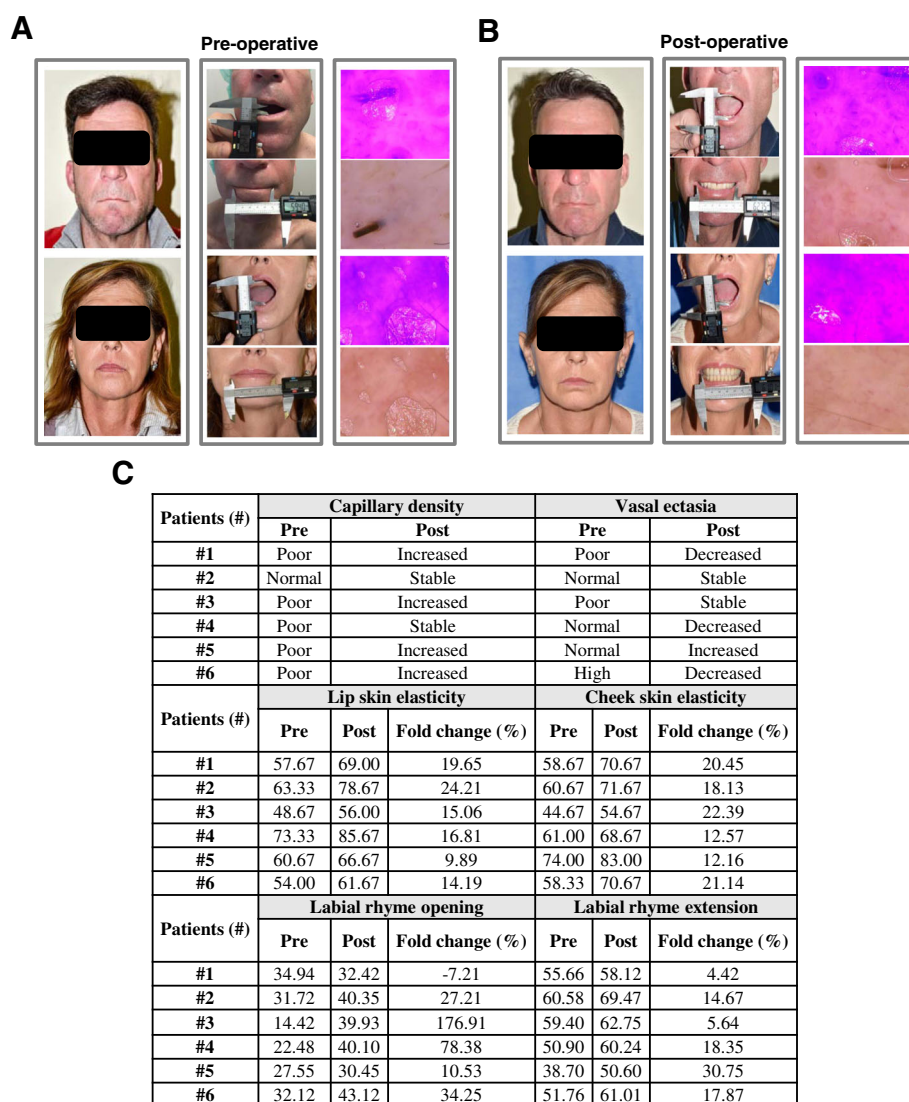 A
Pre-operative
B
Post-operative
C
Patients (#) Capillary density Vasal ectasia
Pre Post Pre Post
#1 Poor Increased Poor Decreased
#2 Normal Stable Normal Stable
#3 Poor Increased Poor Stable
#4 Poor Stable Normal Decreased
#5 Poor Increased Normal Increased
#6 Poor Increased High Decreased
Patients (#) Lip skin elasticity Cheek skin elasticity
Pre Post Fold change (%) Pre Post Fold change (%)
#1 57.67 69.00 19.65 58.67 70.67 20.45
#2 63.33 78.67 24.21 60.67 71.67 18.13
#3 48.67 56.00 15.06 44.67 54.67 22.39
#4 73.33 85.67 16.81 61.00 68.67 12.57
#5 60.67 66.67 9.89 74.00 83.00 12.16
#6 54.00 61.67 14.19 58.33 70.67 21.14
Patients (#) Labial rhyme opening Labial rhyme extension
Pre Post Fold change (%) Pre Post Fold change (%)
#1 34.94 32.42 -7.21 55.66 58.12 4.42
#2 31.72 40.35 27.21 60.58 69.47 14.67
#3 14.42 39.93 176.91 59.40 62.75 5.64
#4 22.48 40.10 78.38 50.90 60.24 18.35
#5 27.55 30.45 10.53 38.70 50.60 30.75
#6 32.12 43.12 34.25 51.76 61.01 17.87